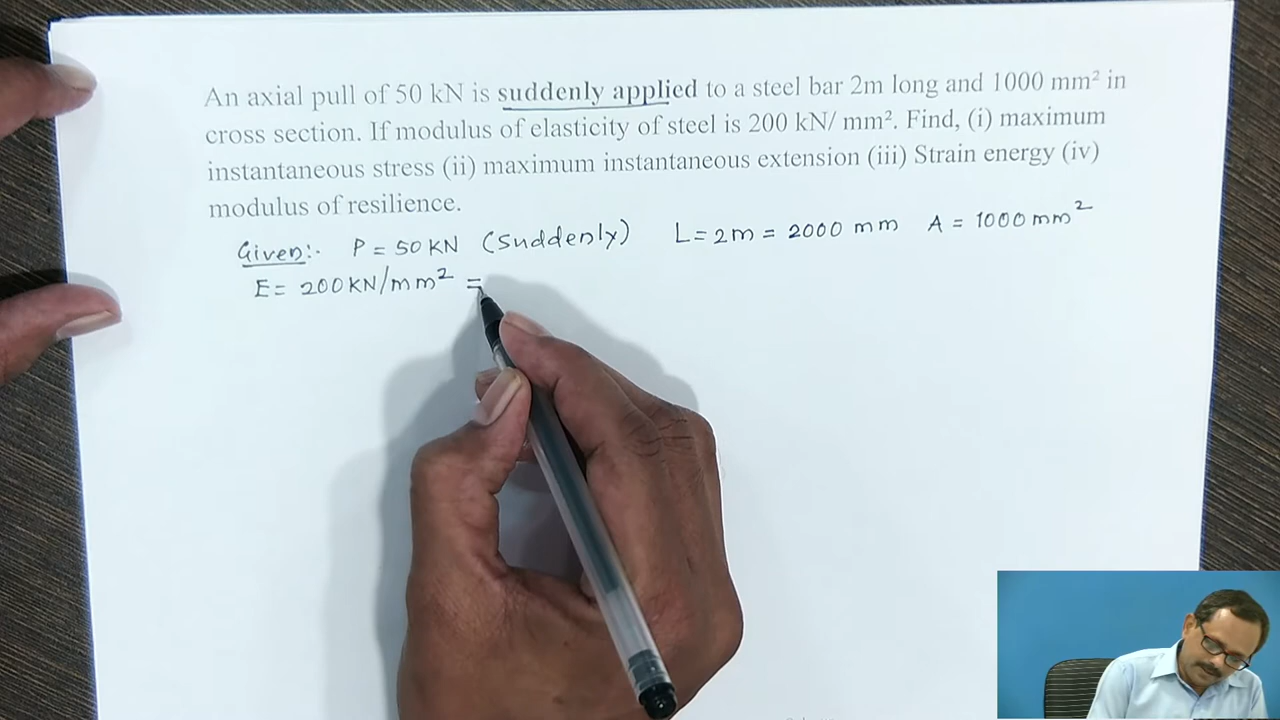 An axial pull of 50 kN is suddenly applied to a steel bar 2m long and 1000 mm² in
cross section. If modulus of elasticity of steel is 200 kN/ mm². Find, (i) maximum
instantaneous stress (ii) maximum instantaneous extension (iii) Strain energy (iv)
modulus of resilience.
Given:- P = 50 KN (Suddenly) L = 2m = 2000 mm A = 1000 mm²
E = 200 KN/mm² =